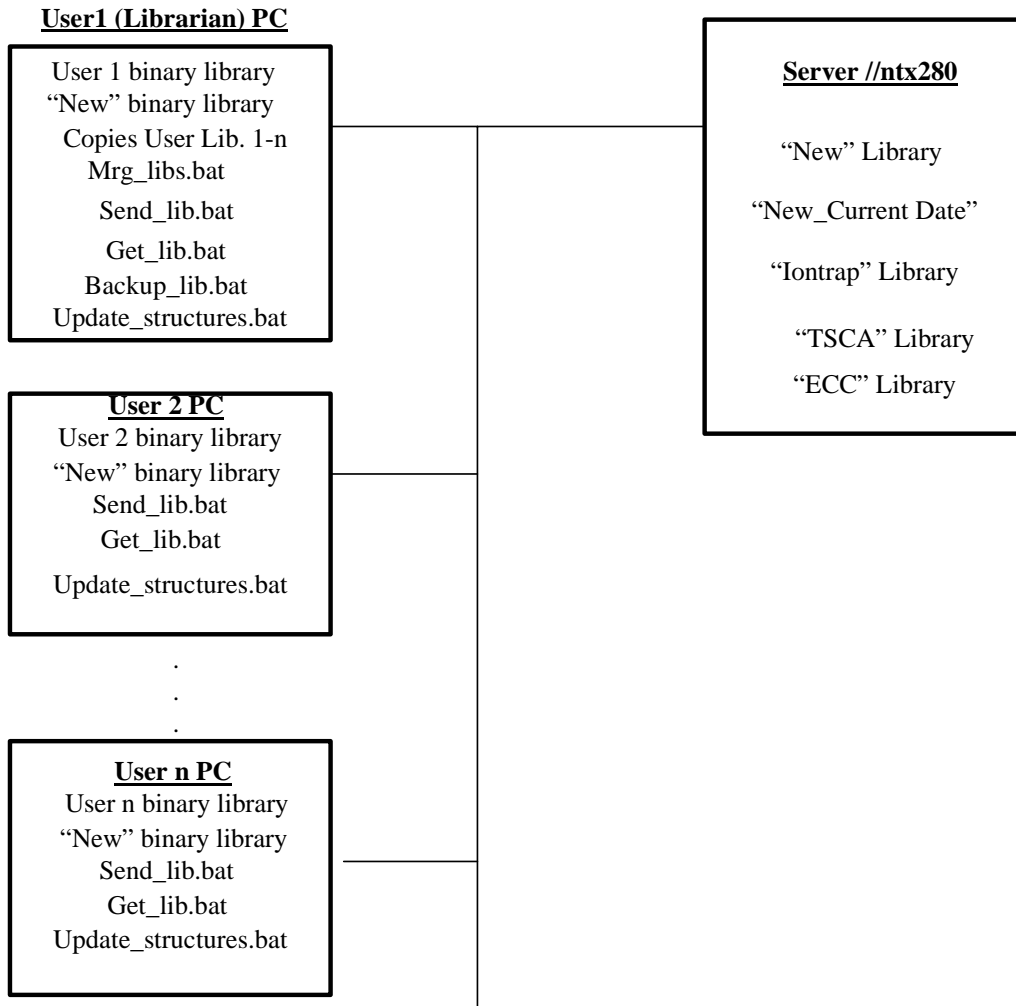 User1 (Librarian) PC
User 1 binary library
“New” binary library
Copies User Lib. 1-n
Mrg_libs.bat
Send_lib.bat
Get_lib.bat
Backup_lib.bat
Update_structures.bat
User 2 PC
User 2 binary library
“New” binary library
Send_lib.bat
Get_lib.bat
Update_structures.bat
.
.
.
User n PC
User n binary library
“New” binary library
Send_lib.bat
Get_lib.bat
Update_structures.bat
Server //ntx280
“New” Library
“New_Current Date”
“Iontrap” Library
“TSCA” Library
“ECC” Library